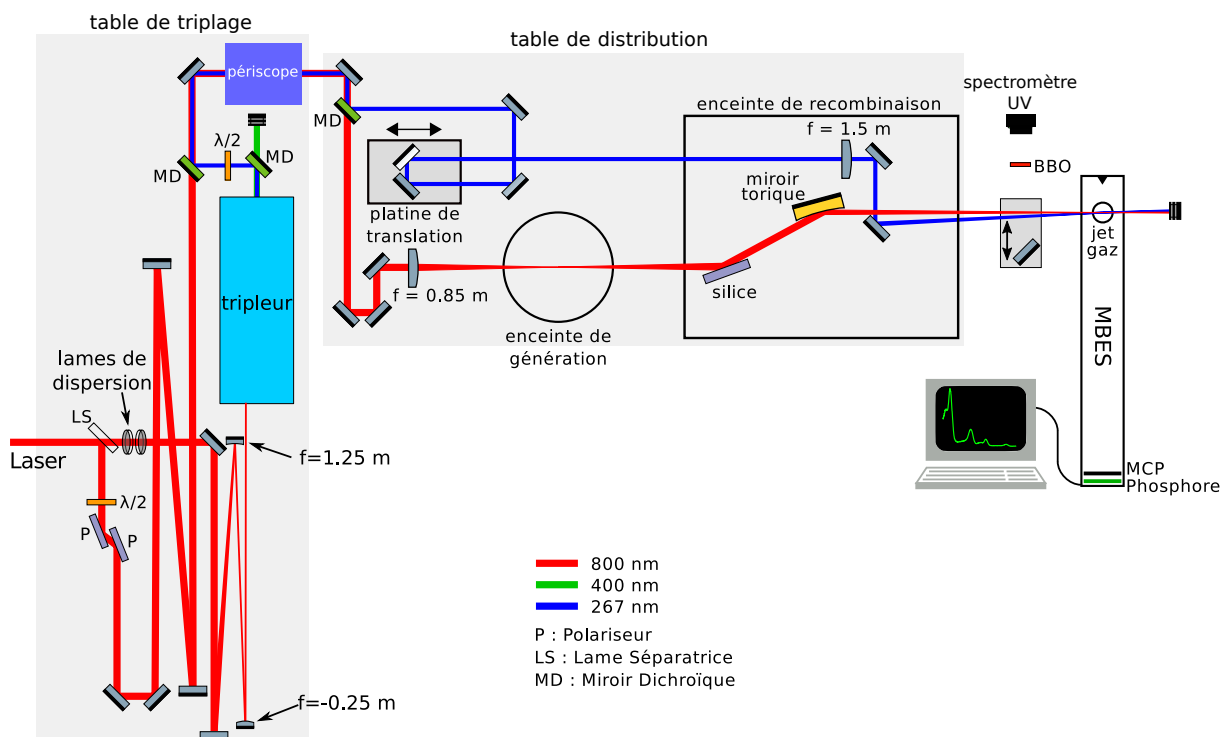 table de triplage
table de distribution
périscope
spectromètre
UV
enceinte de recombinaison
f = 1.5 m
MD
λ/2
MD
MD
BBO
miroir
torique
platine de
translation
jet
gaz
silice
f = 0.85 m
tripleur
enceinte de
génération
MBES
lames de
dispersion
LS
Laser
f=1.25 m
MCP
Phosphore
λ/2
P
P
800 nm
400 nm
267 nm
P : Polariseur
LS : Lame Séparatrice
MD : Miroir Dichroïque
f=-0.25 m